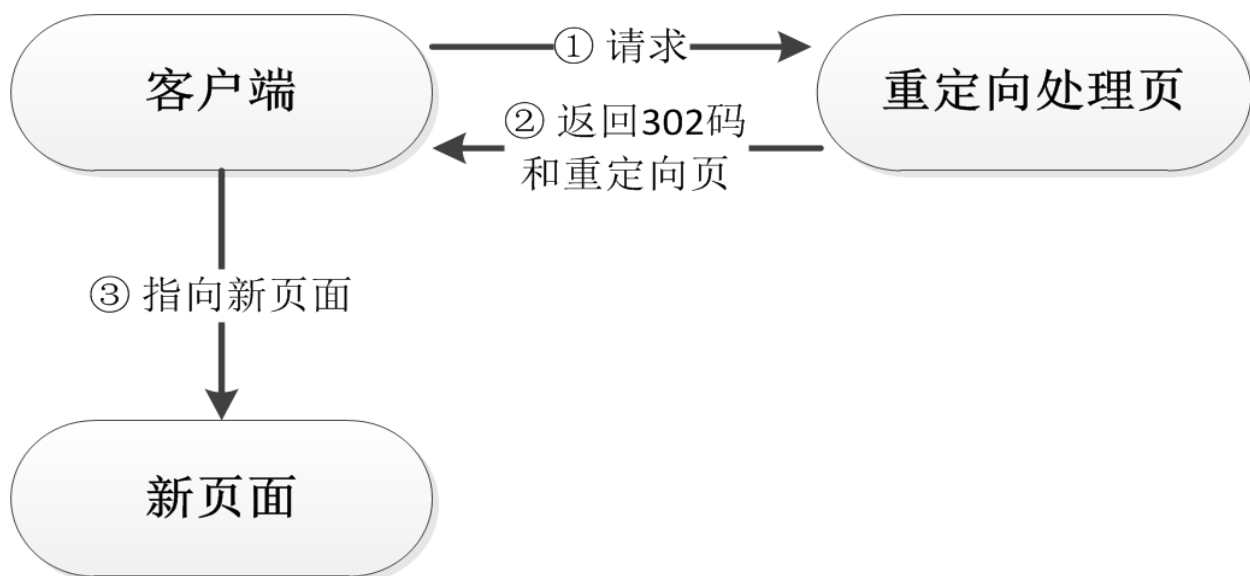 客户端
① 请求
重定向处理页
② 返回302码
和重定向页
③ 指向新页面
新页面